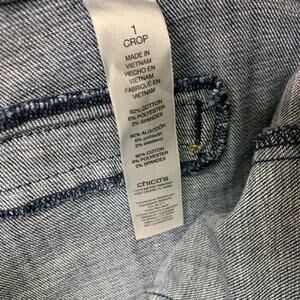 1
CROP
MADE IN
VIETNAM
HECHO EN
VIETNAM
FABRIQUÉ EN
VIETNAM
92% COTTON
6% POLYESTER
2% SPANDEX
92% ALGODÓN
6% poliéster
2% elastano
92% COTON
6% POLYESTER
2% SPANDEX
chico's